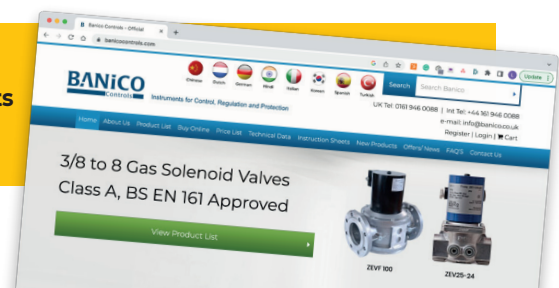 ts
Banico Controls - Official
banicocontrols.com
Update
BANiCO
Controls
Instruments for Control, Regulation and Protection
Chinese Dutch German Hindi Italian Korean Spanish Turkish
Search Search Banico
UK Tel: 0161 946 0088 | Int Tel: +44 161 946 0088
e-mail: info@banico.co.uk
Register | Login | Cart
Home About Us Product List Buy Online Price List Technical Data Instruction Sheets New Products Offers/ News FAQ'S Contact Us
3/8 to 8 Gas Solenoid Valves
Class A, BS EN 161 Approved
View Product List
ZEVF 100
ZEV25-24